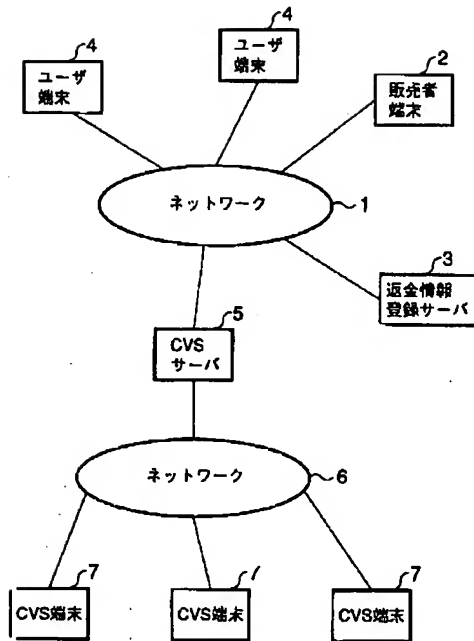 4
ユーザ
端末
4
ユーザ
端末
2
販売者
端末
ネットワーク
1
3
返金情報
登録サーバ
5
CVS
サーバ
ネットワーク
6
7
CVS端末
7
CVS端末
7
CVS端末